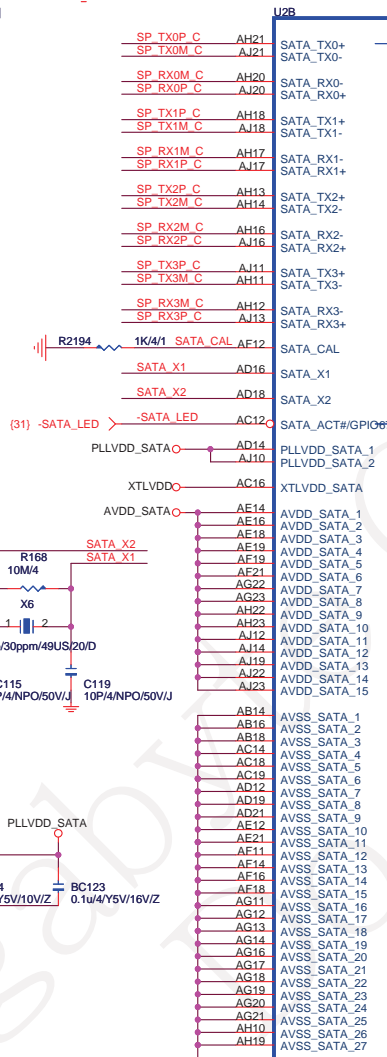 U2B
SP_TX0P_C AH21 SATA_TX0+
SP_TX0M_C AJ21 SATA_TX0-
SP_RX0M_C AH20 SATA_RX0-
SP_RX0P_C AJ20 SATA_RX0+
SP_TX1P_C AH18 SATA_TX1+
SP_TX1M_C AJ18 SATA_TX1-
SP_RX1M_C AH17 SATA_RX1-
SP_RX1P_C AJ17 SATA_RX1+
SP_TX2P_C AH13 SATA_TX2+
SP_TX2M_C AH14 SATA_TX2-
SP_RX2M_C AH16 SATA_RX2-
SP_RX2P_C AJ16 SATA_RX2+
SP_TX3P_C AJ11 SATA_TX3+
SP_TX3M_C AH11 SATA_TX3-
SP_RX3M_C AH12 SATA_RX3-
SP_RX3P_C AJ13 SATA_RX3+
R2194 1K/4/1 SATA_CAL AF12 SATA_CAL
SATA_X1 AD16 SATA_X1
SATA_X2 AD18 SATA_X2
{31} -SATA_LED -SATA_LED AC12 SATA_ACT#/GPIO6
PLLVDD_SATA AD14 PLLVDD_SATA_1
AJ10 PLLVDD_SATA_2
XTLVDD AC16 XTLVDD_SATA
AVDD_SATA AE14 AVDD_SATA_1
AE16 AVDD_SATA_2
AE18 AVDD_SATA_3
AE19 AVDD_SATA_4
AF19 AVDD_SATA_5
AF21 AVDD_SATA_6
AG22 AVDD_SATA_7
AG23 AVDD_SATA_8
AH22 AVDD_SATA_9
AH23 AVDD_SATA_10
AJ12 AVDD_SATA_11
AJ14 AVDD_SATA_12
AJ19 AVDD_SATA_13
AJ22 AVDD_SATA_14
AJ23 AVDD_SATA_15
SATA_X2
SATA_X1
R168
10M/4
X6
1 2
/30ppm/49US/20/D
C115 C119
P/4/NPO/50V/J 10P/4/NPO/50V/J
AB14 AVSS_SATA_1
AB16 AVSS_SATA_2
AB18 AVSS_SATA_3
AC14 AVSS_SATA_4
AC18 AVSS_SATA_5
AC19 AVSS_SATA_6
AD12 AVSS_SATA_7
AD19 AVSS_SATA_8
AD21 AVSS_SATA_9
AE12 AVSS_SATA_10
AE21 AVSS_SATA_11
AF11 AVSS_SATA_12
AF14 AVSS_SATA_13
AF16 AVSS_SATA_14
AF18 AVSS_SATA_15
AG11 AVSS_SATA_16
AG12 AVSS_SATA_17
AG13 AVSS_SATA_18
AG14 AVSS_SATA_19
AG16 AVSS_SATA_20
AG17 AVSS_SATA_21
AG18 AVSS_SATA_22
AG19 AVSS_SATA_23
AG20 AVSS_SATA_24
AG21 AVSS_SATA_25
AH10 AVSS_SATA_26
AH19 AVSS_SATA_27
PLLVDD_SATA
4 BC123
Y5V/10V/Z 0.1u/4/Y5V/16V/Z